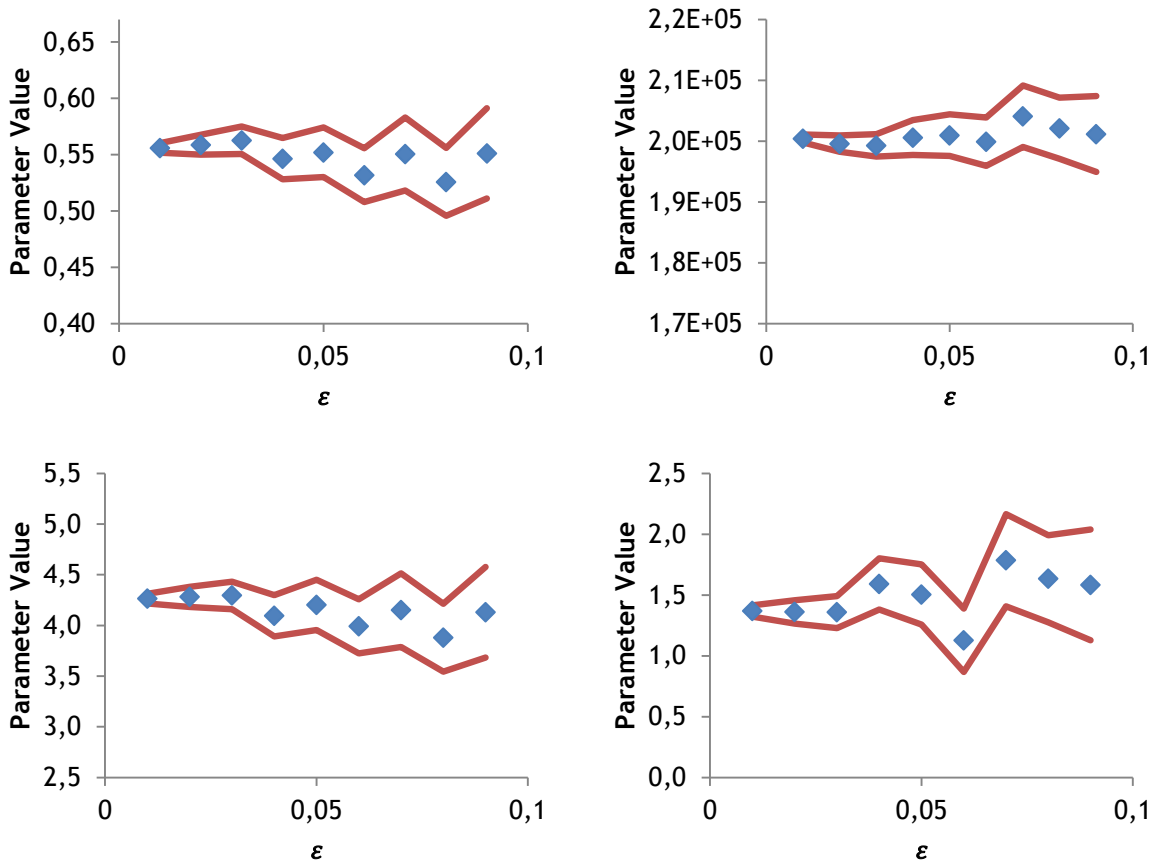 Parameter Value
0,65
0,60
0,55
0,50
0,45
0,40
0 0,05 0,1
ε
Parameter Value
2,2E+05
2,1E+05
2,0E+05
1,9E+05
1,8E+05
1,7E+05
0 0,05 0,1
ε
Parameter Value
5,5
5,0
4,5
4,0
3,5
3,0
2,5
0 0,05 0,1
ε
Parameter Value
2,5
2,0
1,5
1,0
0,5
0,0
0 0,05 0,1
ε